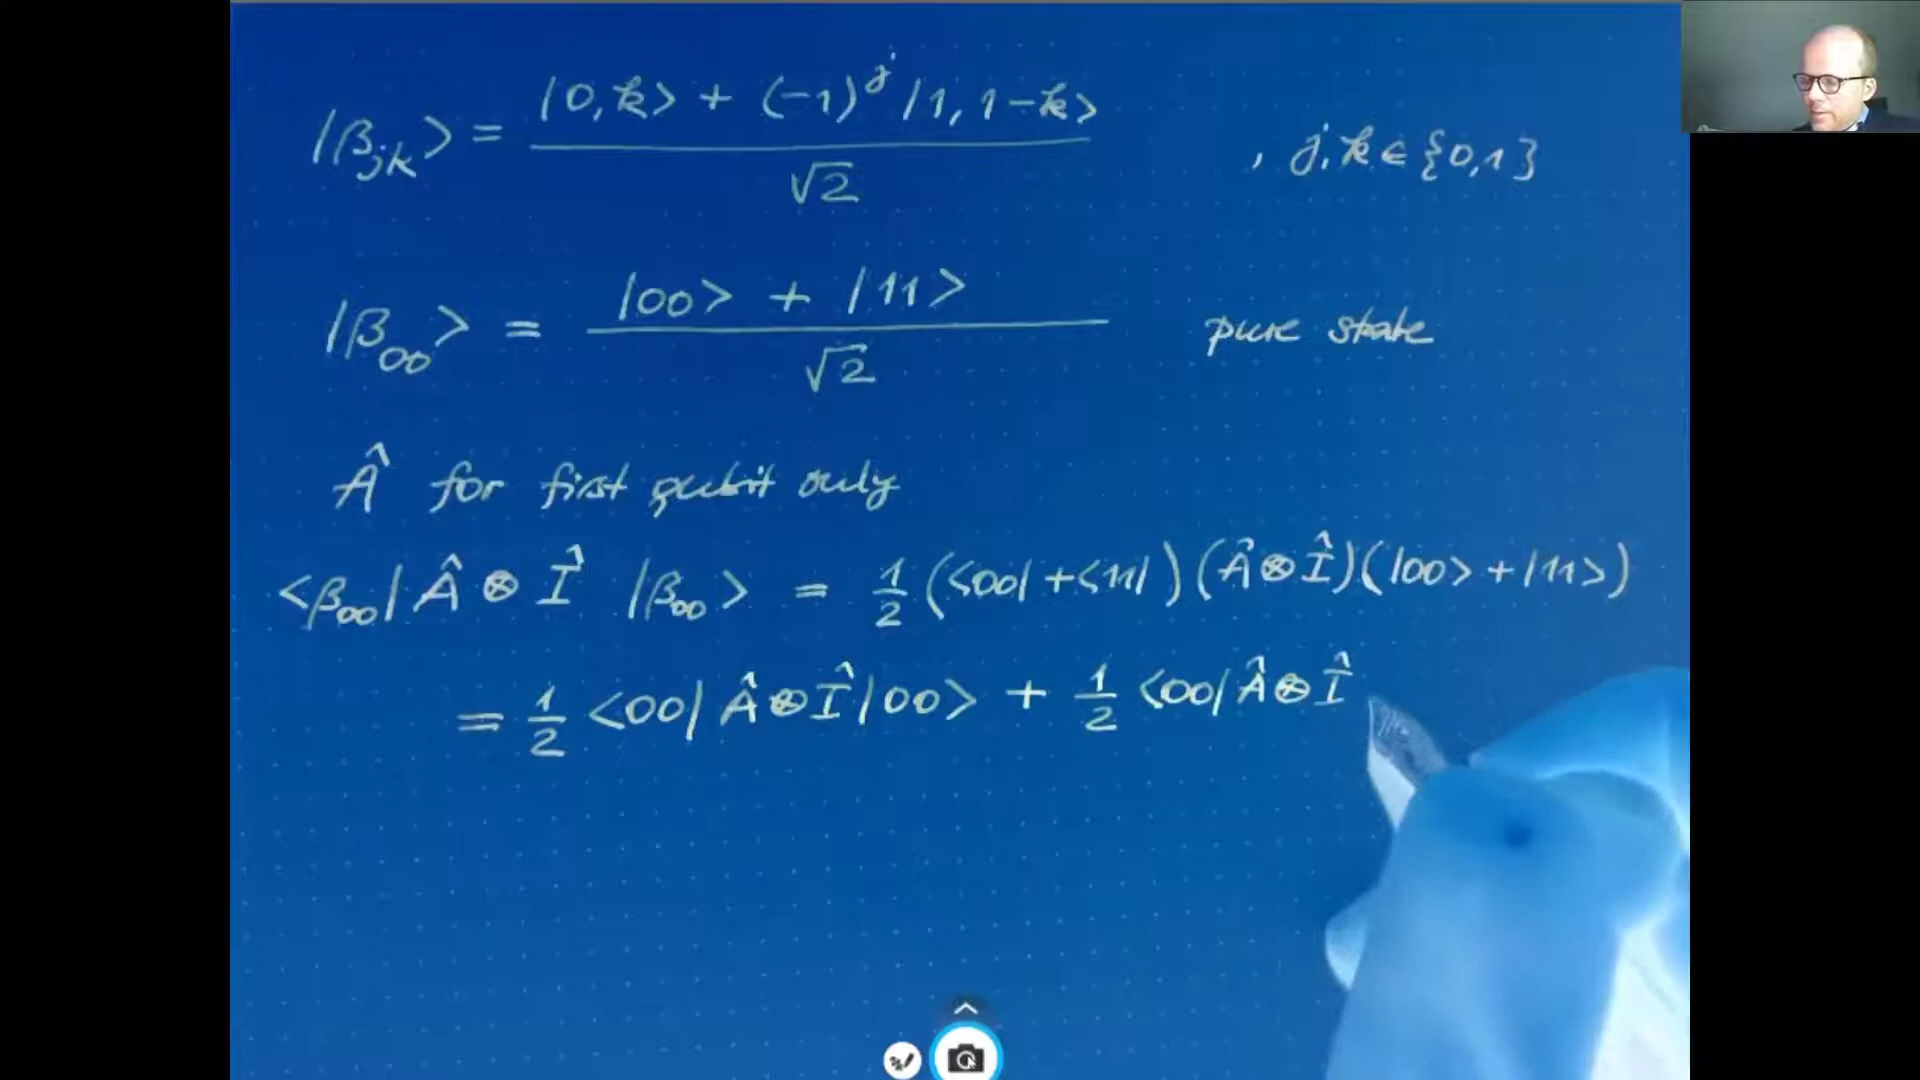 |β_jk> = (|0,k> + (-1)^j |1,1-k>) / √2 , j,k ∈ {0,1}
|β_00> = (|00> + |11>) / √2 pure state
Â for first qubit only
<β_00| Â ⊗ Î |β_00> = 1/2 (<00| + <11|)(Â ⊗ Î)(|00> + |11>)
= 1/2 <00| Â ⊗ Î |00> + 1/2 <00| Â ⊗ Î